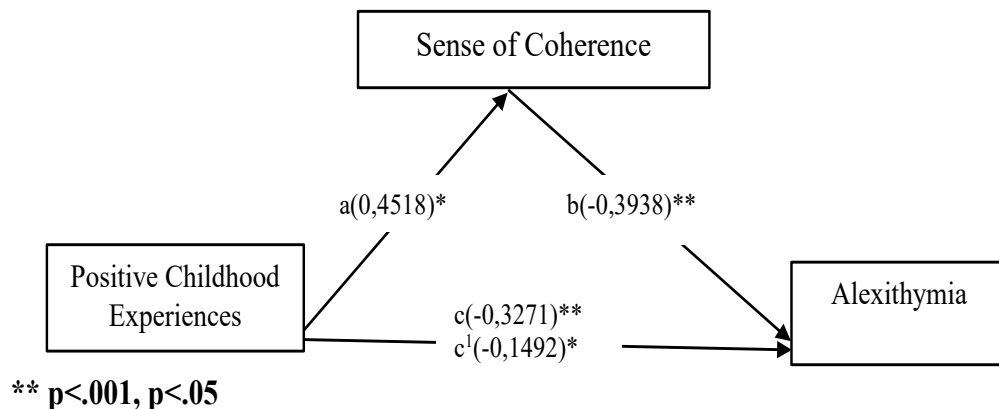 Sense of Coherence
a(0,4518)*
b(-0,3938)**
Positive Childhood
Experiences
Alexithymia
c(-0,3271)**
c¹(-0,1492)*
** p<.001, p<.05